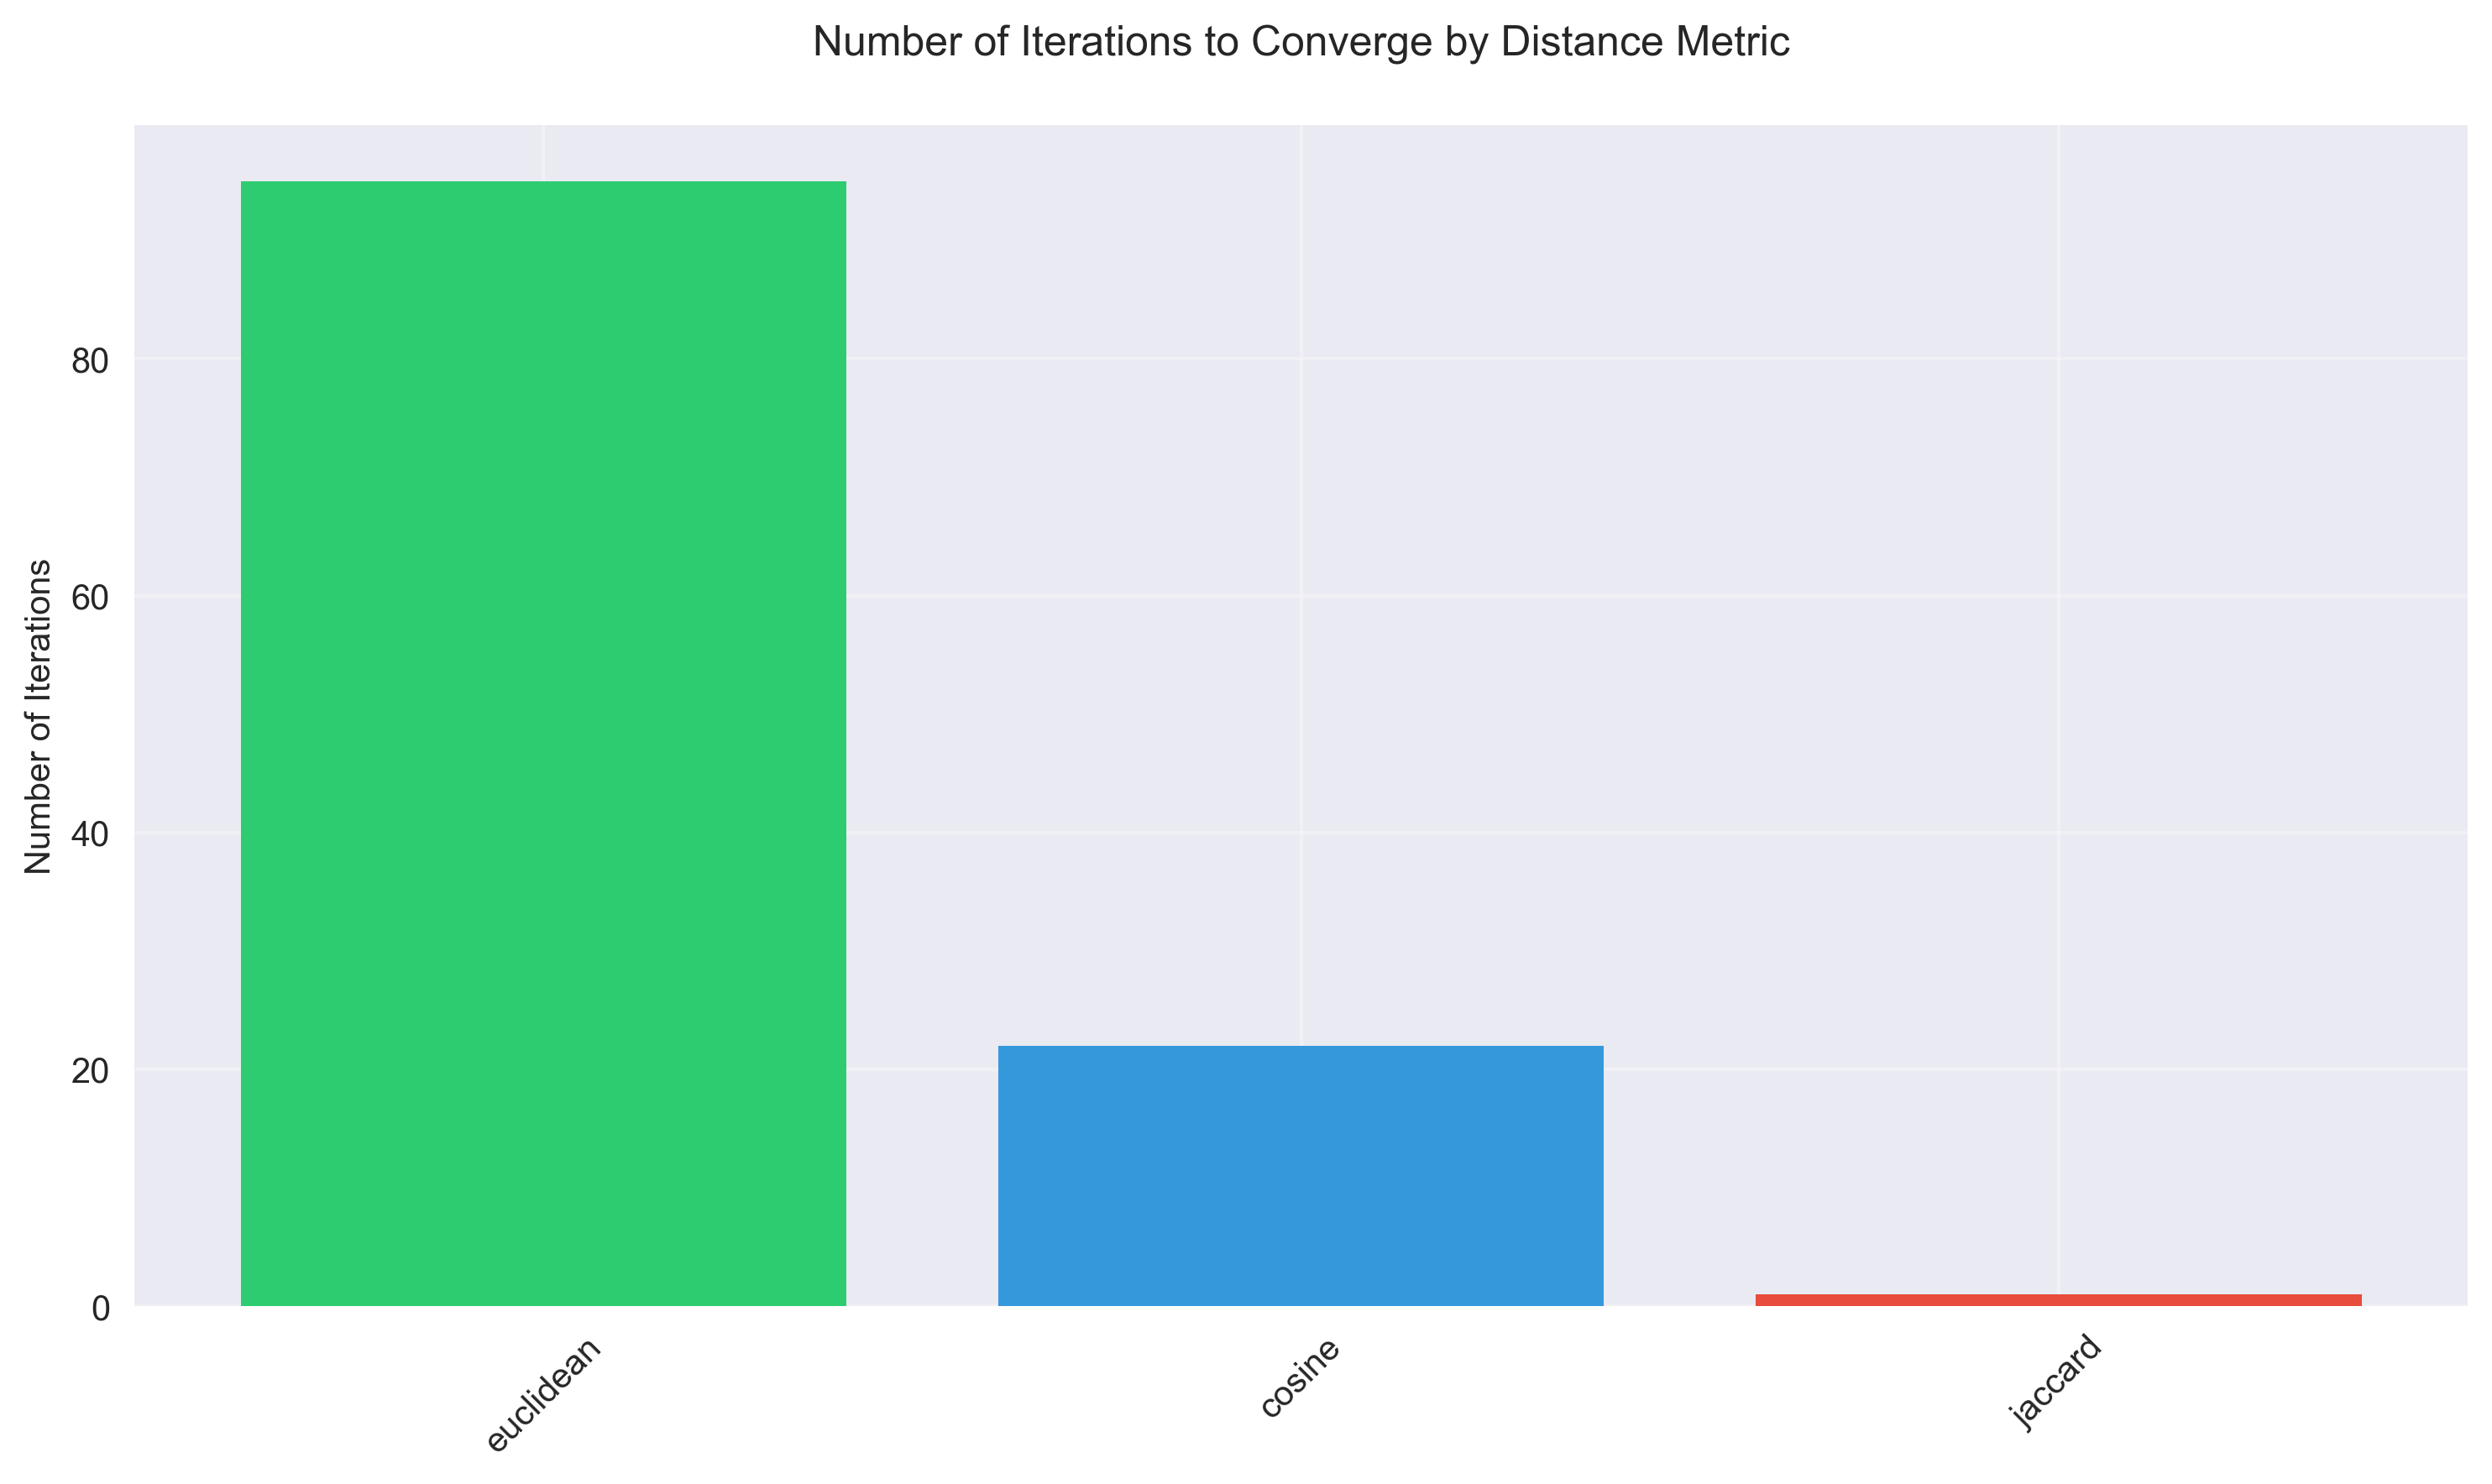 Number of Iterations to Converge by Distance Metric
Number of Iterations
80
60
40
20
0
euclidean
cosine
jaccard